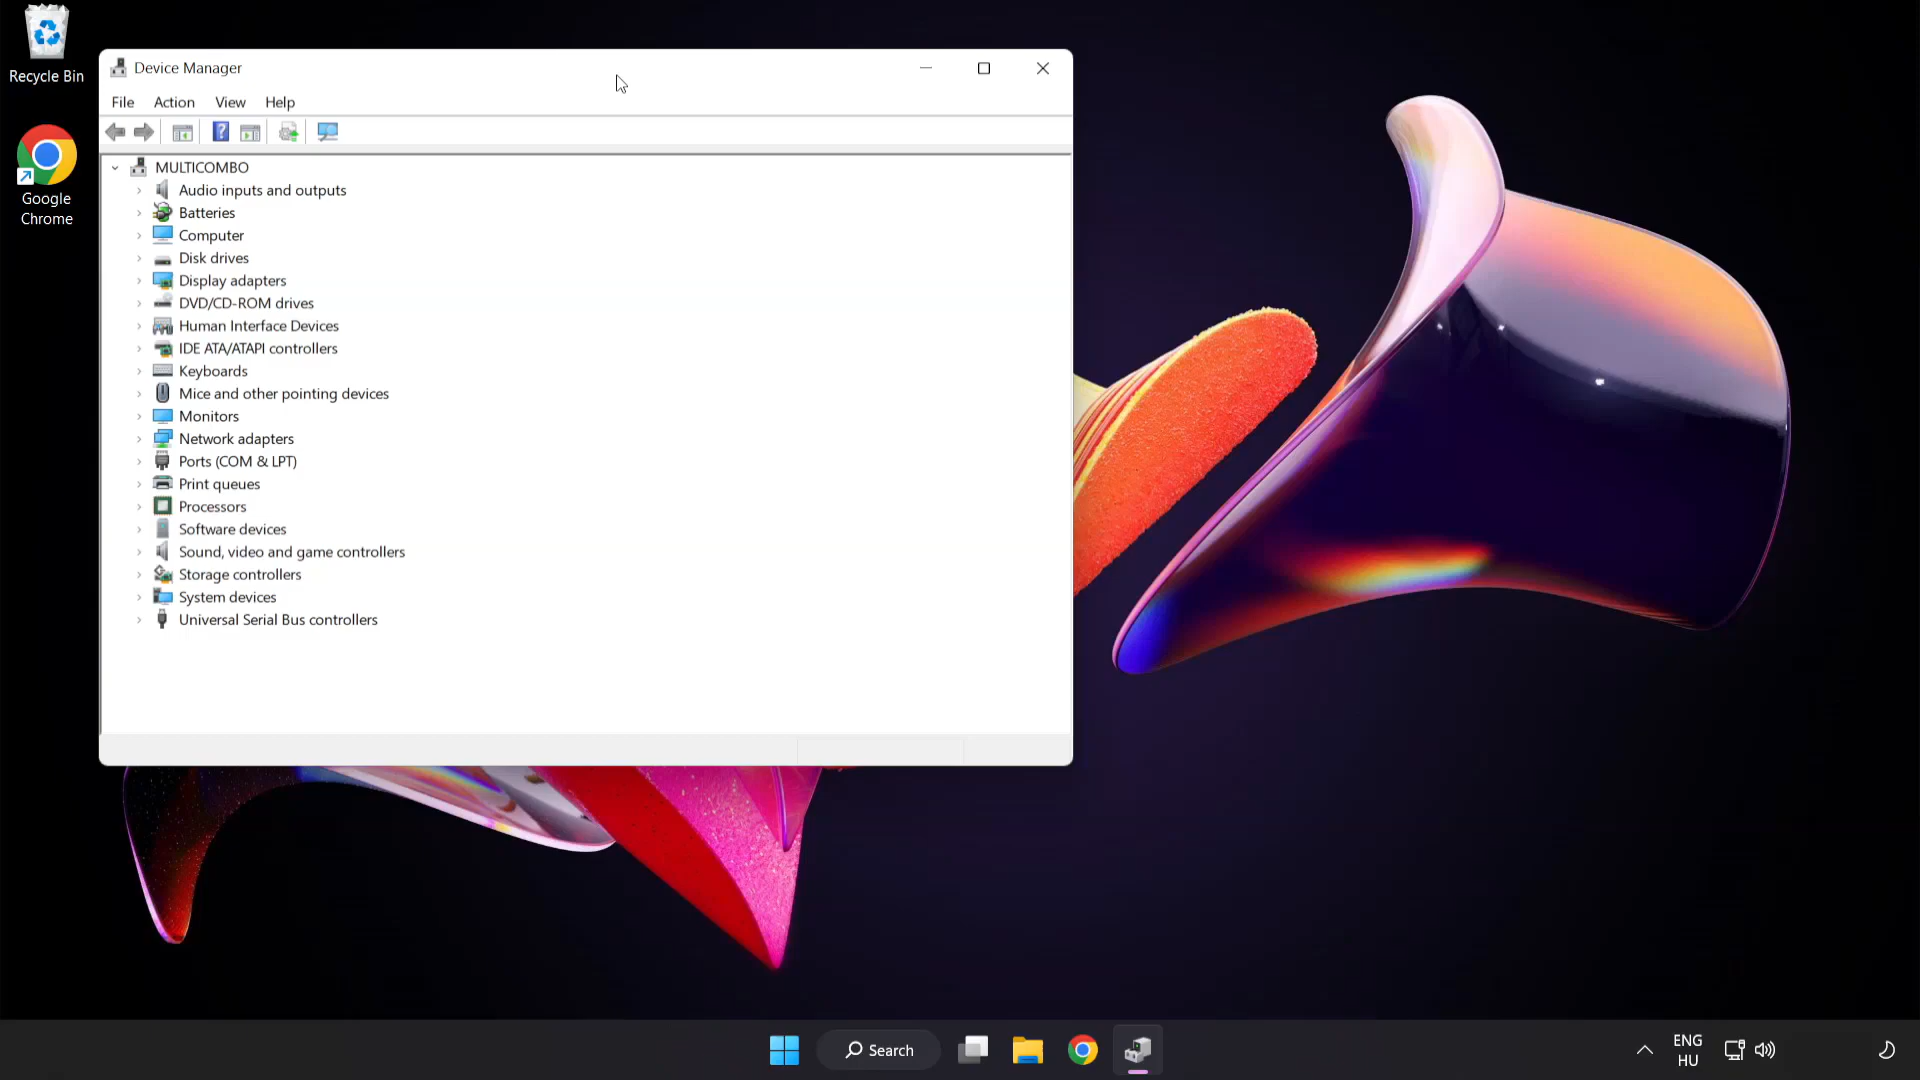 Recycle Bin
Google
Chrome
Device Manager
File Action View Help
?
MULTICOMBO
Audio inputs and outputs
Batteries
Computer
Disk drives
Display adapters
DVD/CD-ROM drives
Human Interface Devices
IDE ATA/ATAPI controllers
Keyboards
Mice and other pointing devices
Monitors
Network adapters
Ports (COM & LPT)
Print queues
Processors
Software devices
Sound, video and game controllers
Storage controllers
System devices
Universal Serial Bus controllers
Search
ENG
HU